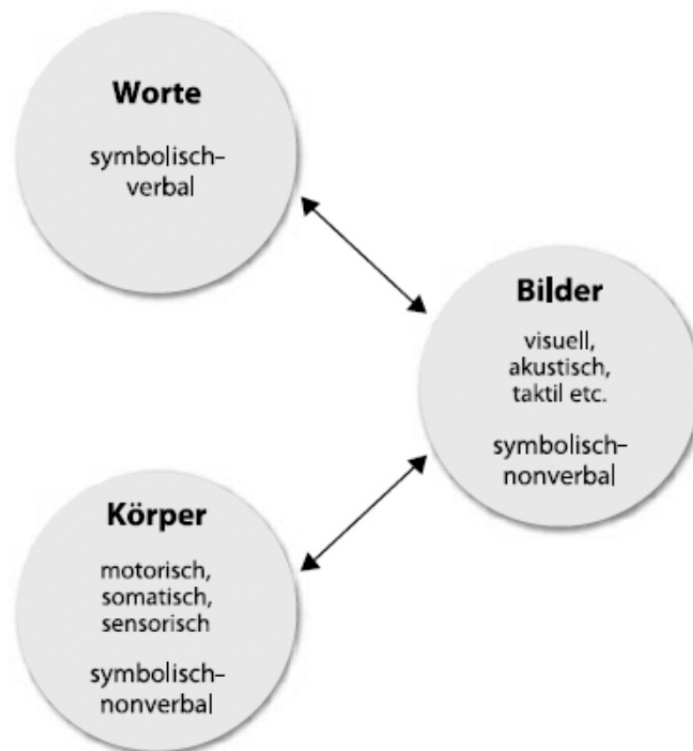 Worte
symbolisch-
verbal
Bilder
visuell,
akustisch,
taktil etc.
symbolisch-
nonverbal
Körper
motorisch,
somatisch,
sensorisch
symbolisch-
nonverbal